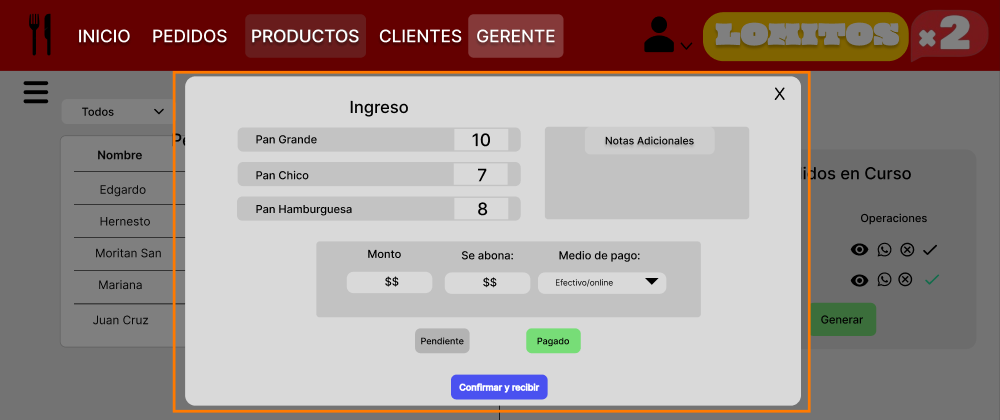 INICIO PEDIDOS PRODUCTOS CLIENTES GERENTE LOMITOS x2
Todos
Nombre
Edgardo
Hernesto
Moritan San
Mariana
Juan Cruz
Ingreso
X
Pan Grande 10
Pan Chico 7
Pan Hamburguesa 8
Notas Adicionales
Monto Se abona: Medio de pago:
$$ $$ Efectivo/online
Pendiente Pagado
Confirmar y recibir
idos en Curso
Operaciones
Generar